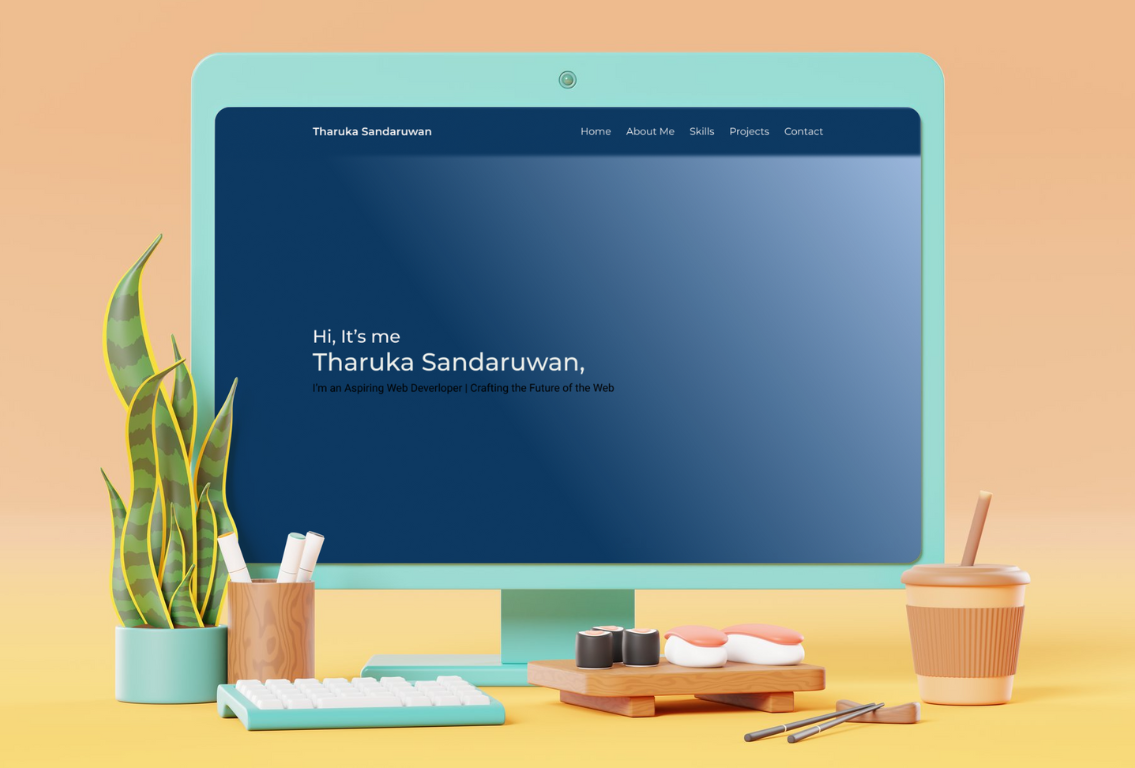 Tharuka Sandaruwan
Home About Me Skills Projects Contact
Hi, It’s me
Tharuka Sandaruwan,
I'm an Aspiring Web Deverloper | Crafting the Future of the Web